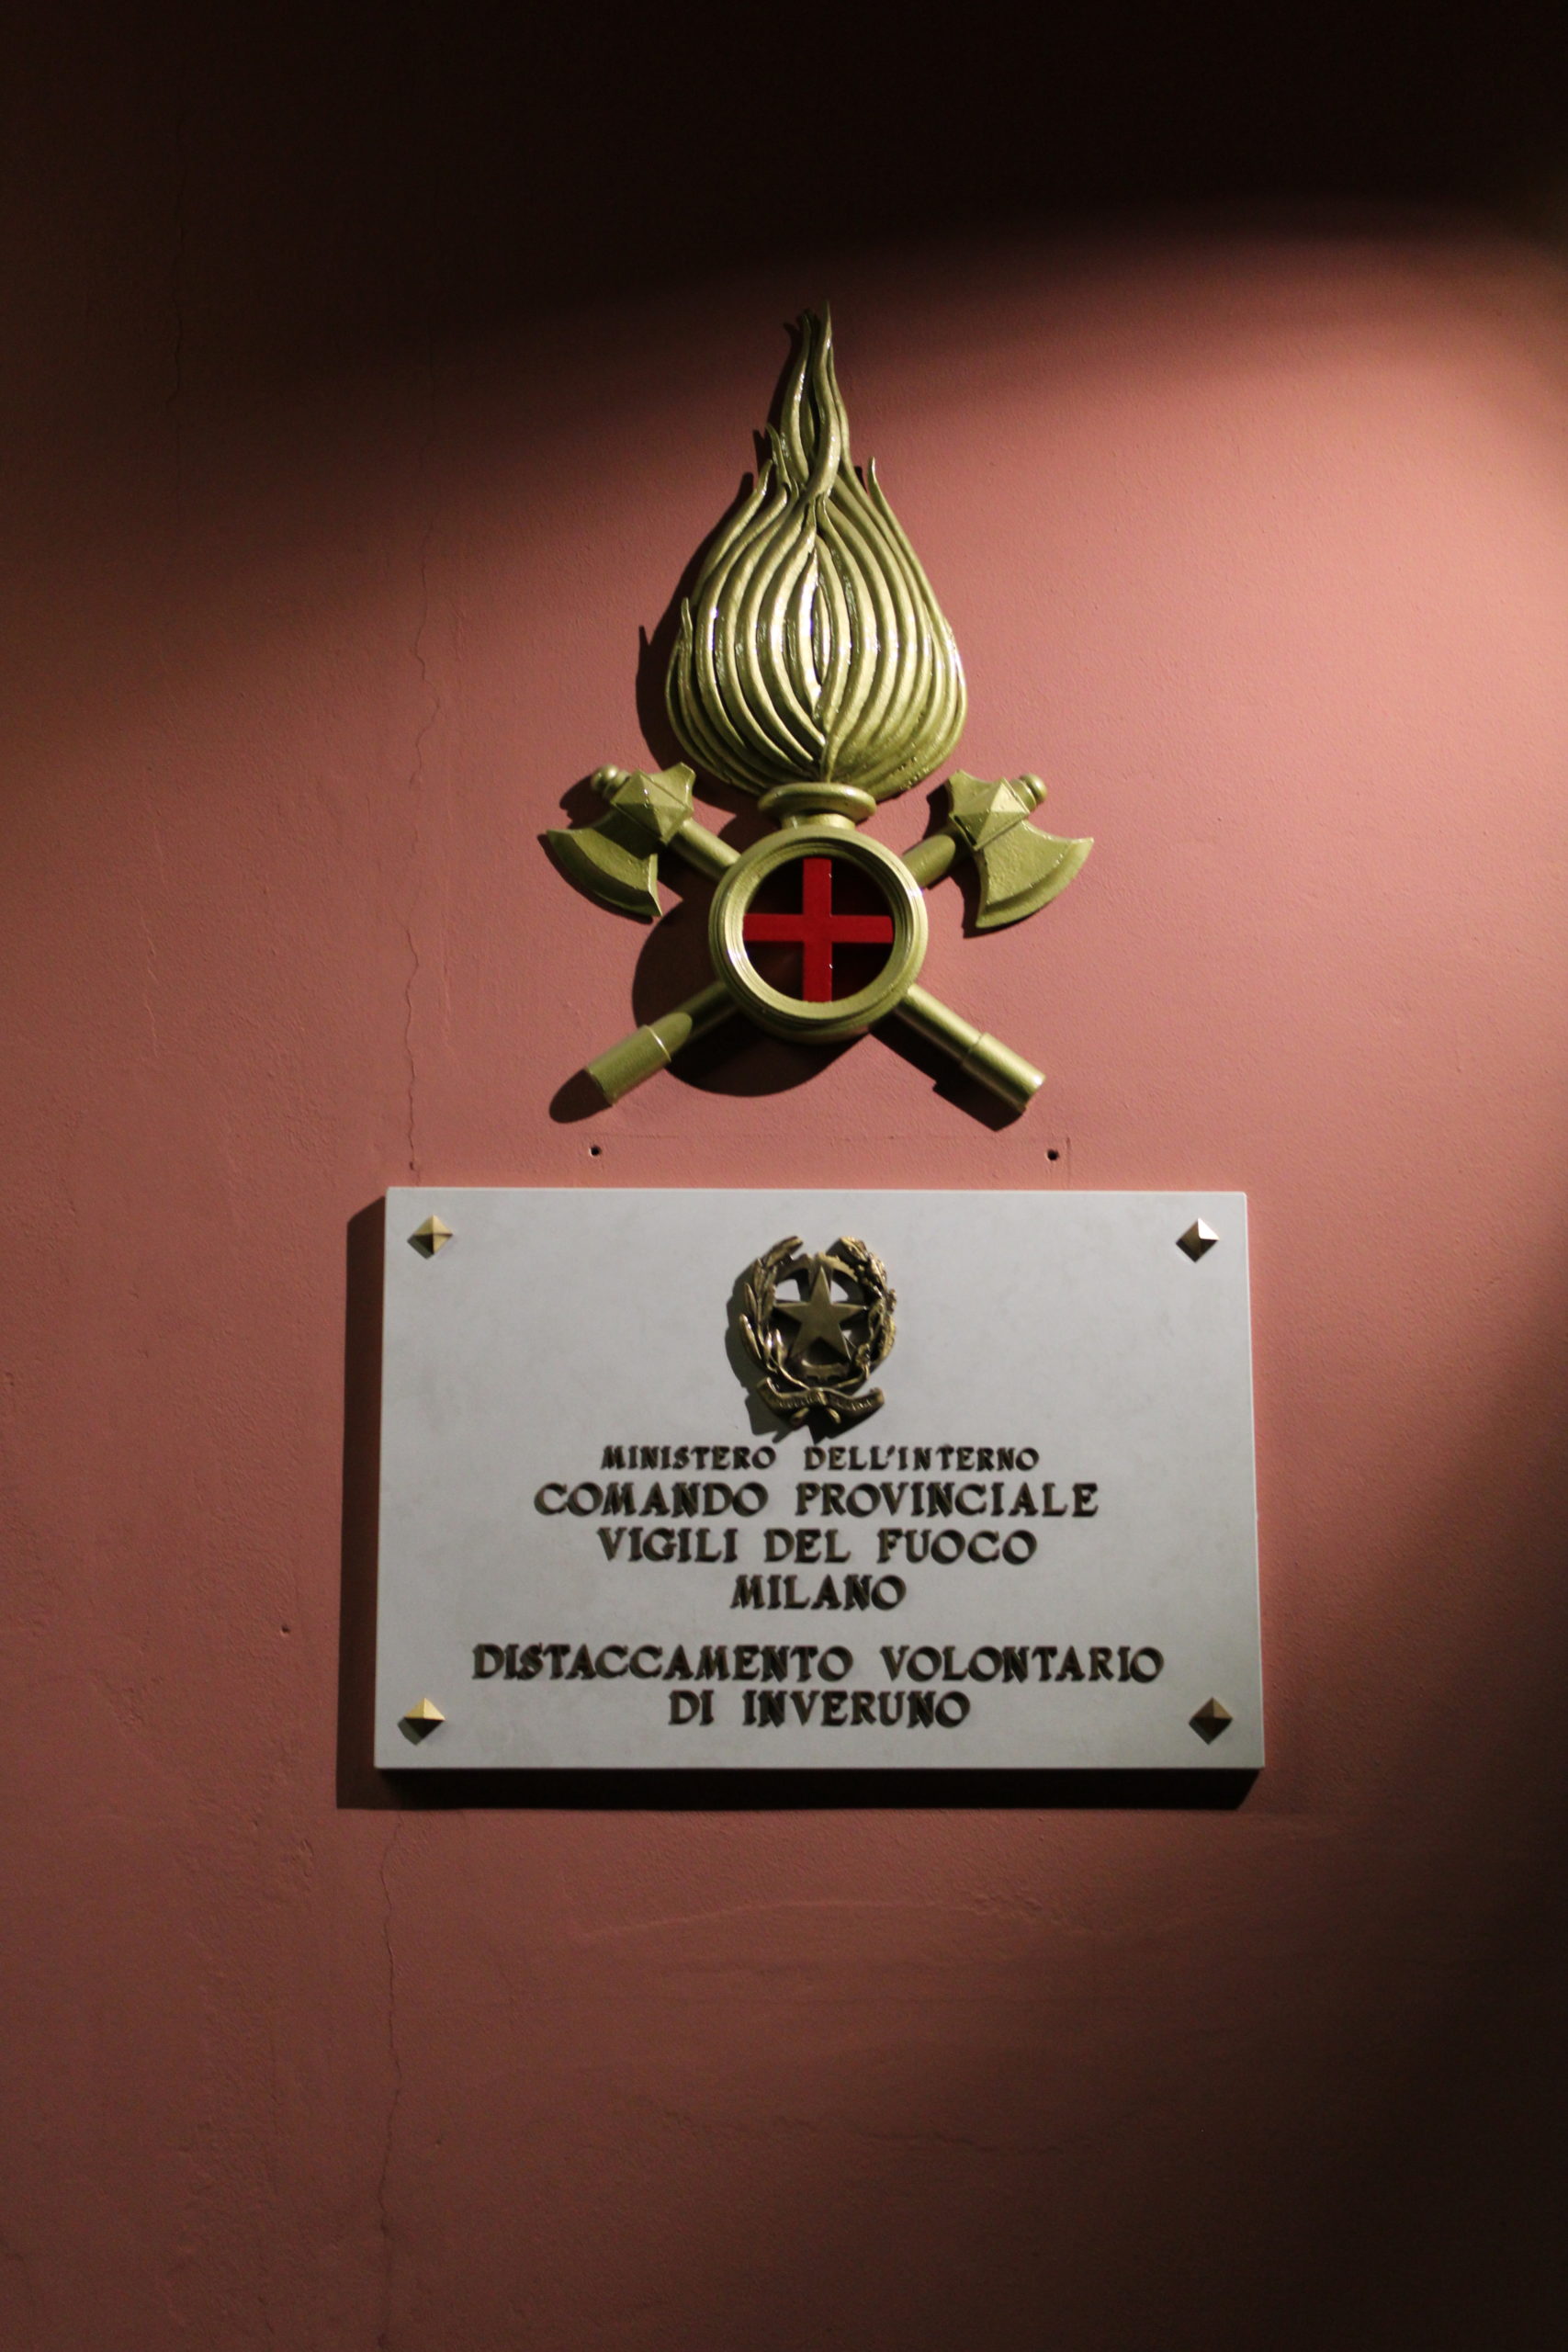 MINISTERO DELL'INTERNO
COMANDO PROVINCIALE
VIGILI DEL FUOCO
MILANO
DISTACCAMENTO VOLONTARIO
DI INVERUNO